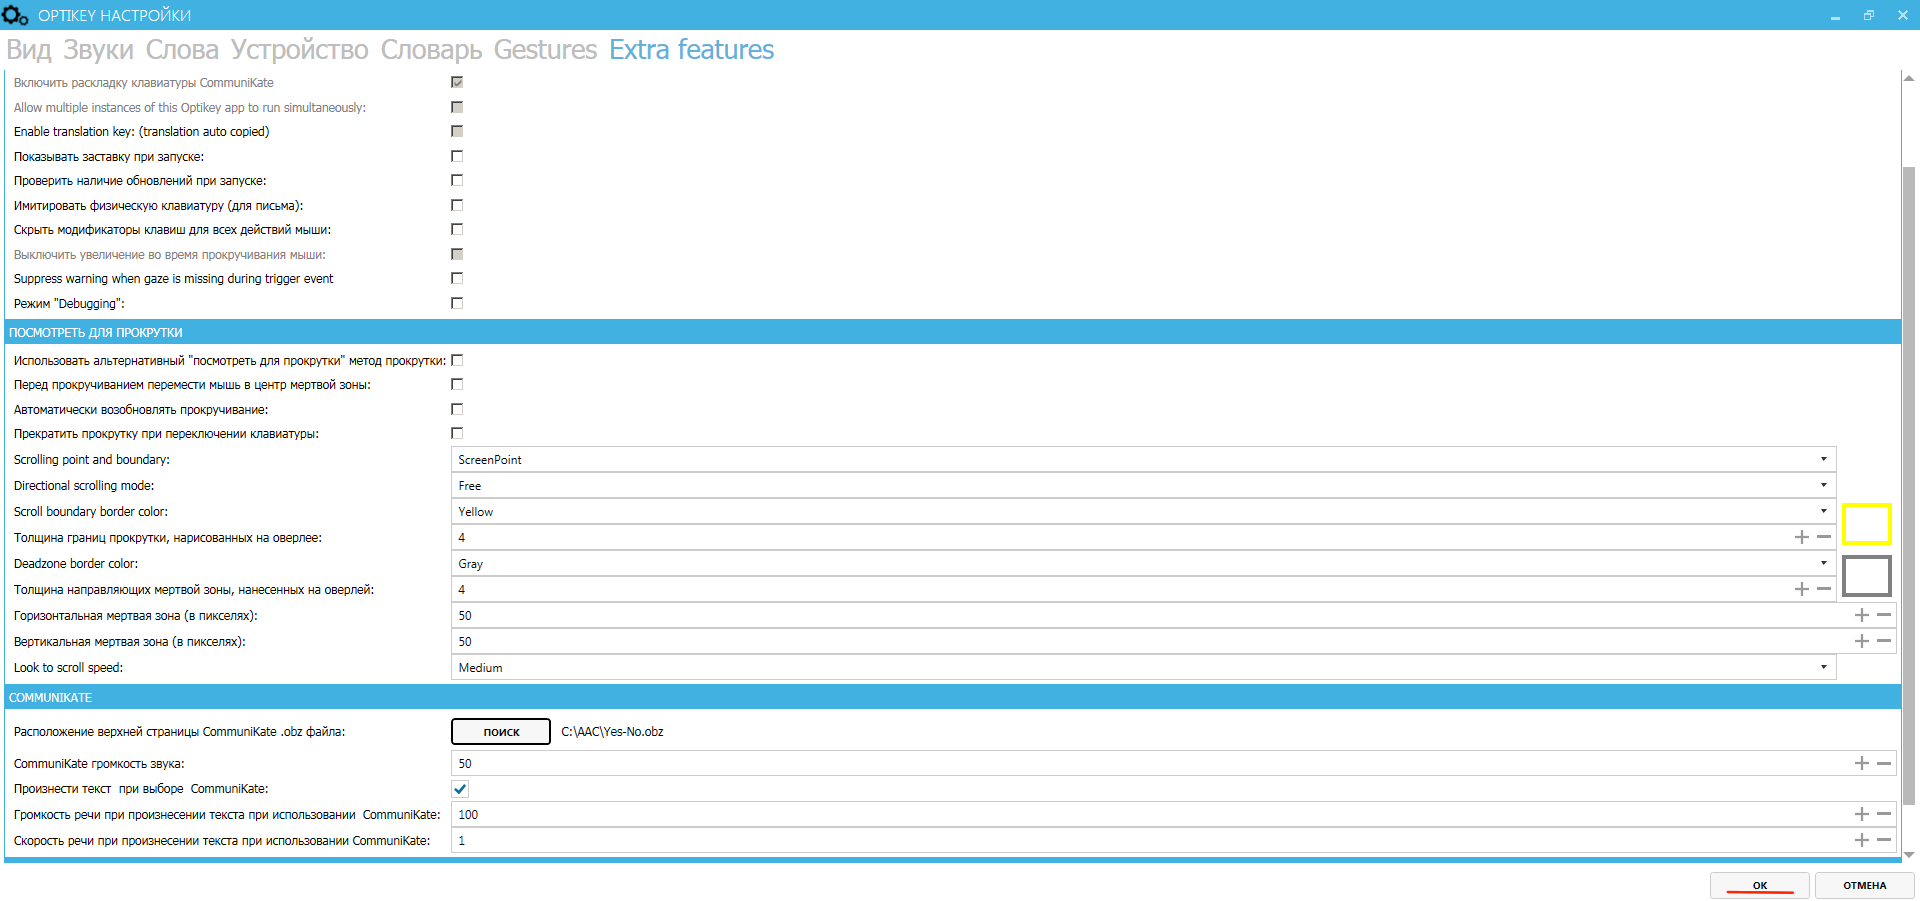 OPTIKEY НАСТРОЙКИ
Вид Звуки Слова Устройство Словарь Gestures Extra features
Включить раскладку клавиатуры CommuniKate
Allow multiple instances of this Optikey app to run simultaneously:
Enable translation key: (translation auto copied)
Показывать заставку при запуске:
Проверить наличие обновлений при запуске:
Имитировать физическую клавиатуру (для письма):
Скрыть модификаторы клавиш для всех действий мыши:
Выключить увеличение во время прокручивания мыши:
Suppress warning when gaze is missing during trigger event
Режим "Debugging":
ПОСМОТРЕТЬ ДЛЯ ПРОКРУТКИ
Использовать альтернативный "посмотреть для прокрутки" метод прокрутки:
Перед прокручиванием перемести мышь в центр мертвой зоны:
Автоматически возобновлять прокручивание:
Прекратить прокрутку при переключении клавиатуры:
Scrolling point and boundary: ScreenPoint
Directional scrolling mode: Free
Scroll boundary border color: Yellow
Толщина границ прокрутки, нарисованных на оверлее: 4
Deadzone border color: Gray
Толщина направляющих мертвой зоны, нанесенных на оверлей: 4
Горизонтальная мертвая зона (в пикселях): 50
Вертикальная мертвая зона (в пикселях): 50
Look to scroll speed: Medium
COMMUNIKATE
Расположение верхней страницы CommuniKate .obz файла: ПОИСК C:\AAC\Yes-No.obz
CommuniKate громкость звука: 50
Произнести текст при выборе CommuniKate:
Громкость речи при произнесении текста при использовании CommuniKate: 100
Скорость речи при произнесении текста при использовании CommuniKate: 1
ОК ОТМЕНА